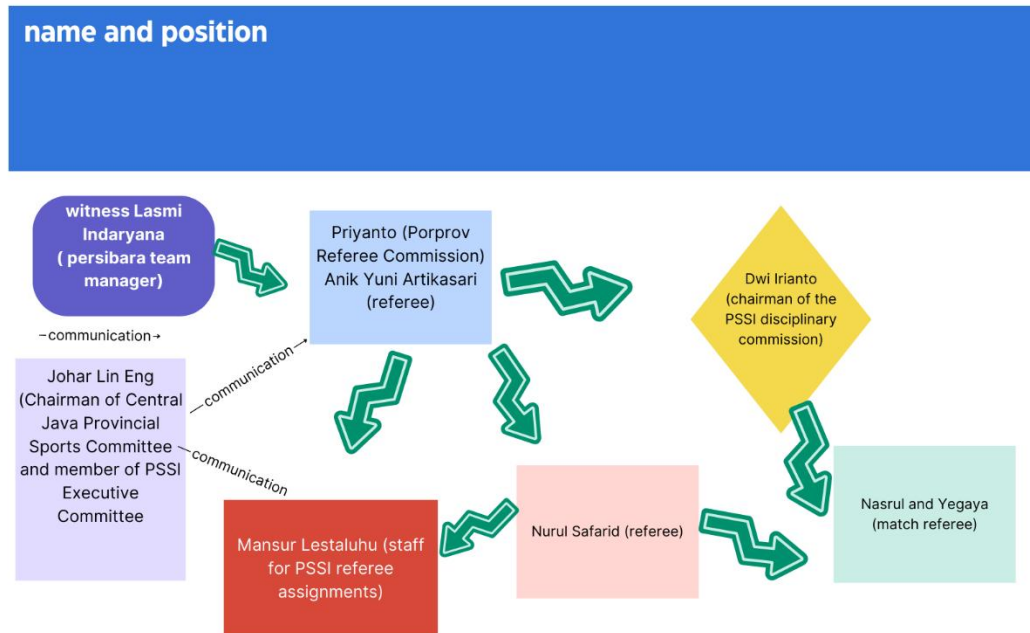 name and position
witness Lasmi
Indaryana
( persibara team
manager)
communication
Priyanto (Porprov
Referee Commission)
Anik Yuni Artikasari
(referee)
Dwi Irianto
(chairman of the
PSSI disciplinary
commission)
communication
Johar Lin Eng
(Chairman of Central
Java Provincial
Sports Committee
and member of PSSI
Executive
Committee
communication
Mansur Lestaluhu (staff
for PSSI referee
assignments)
Nurul Safarid (referee)
Nasrul and Yegaya
(match referee)